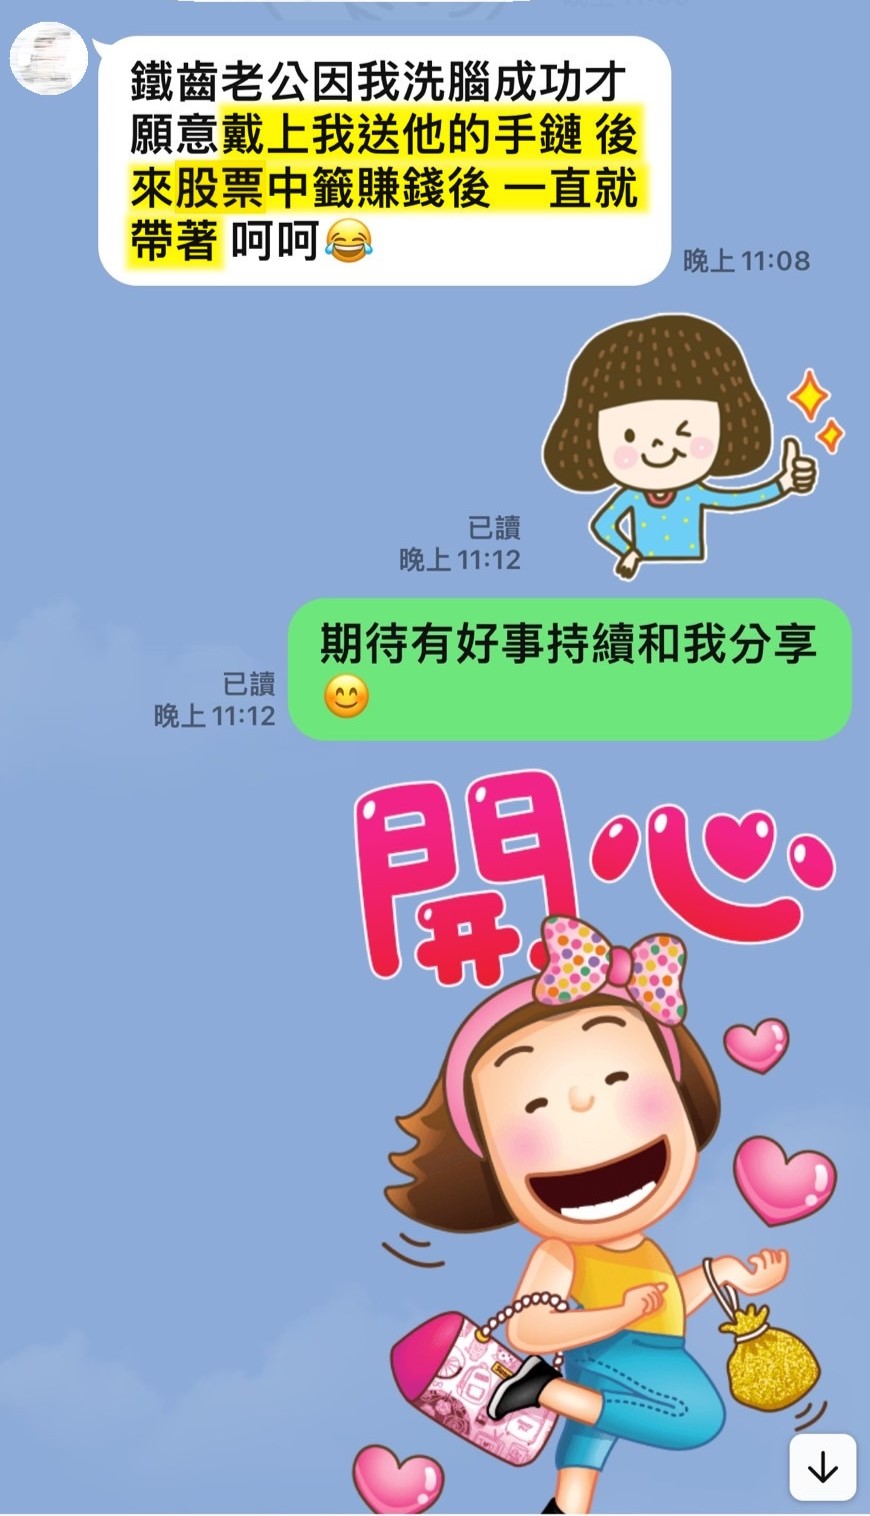 鐵齒老公因我洗腦成功才
願意戴上我送他的手鏈 後
來股票中籤賺錢後 一直就
帶著 呵呵😂
晚上 11:08
已讀
晚上 11:12
期待有好事持續和我分享
😊
已讀
晚上 11:12
開心